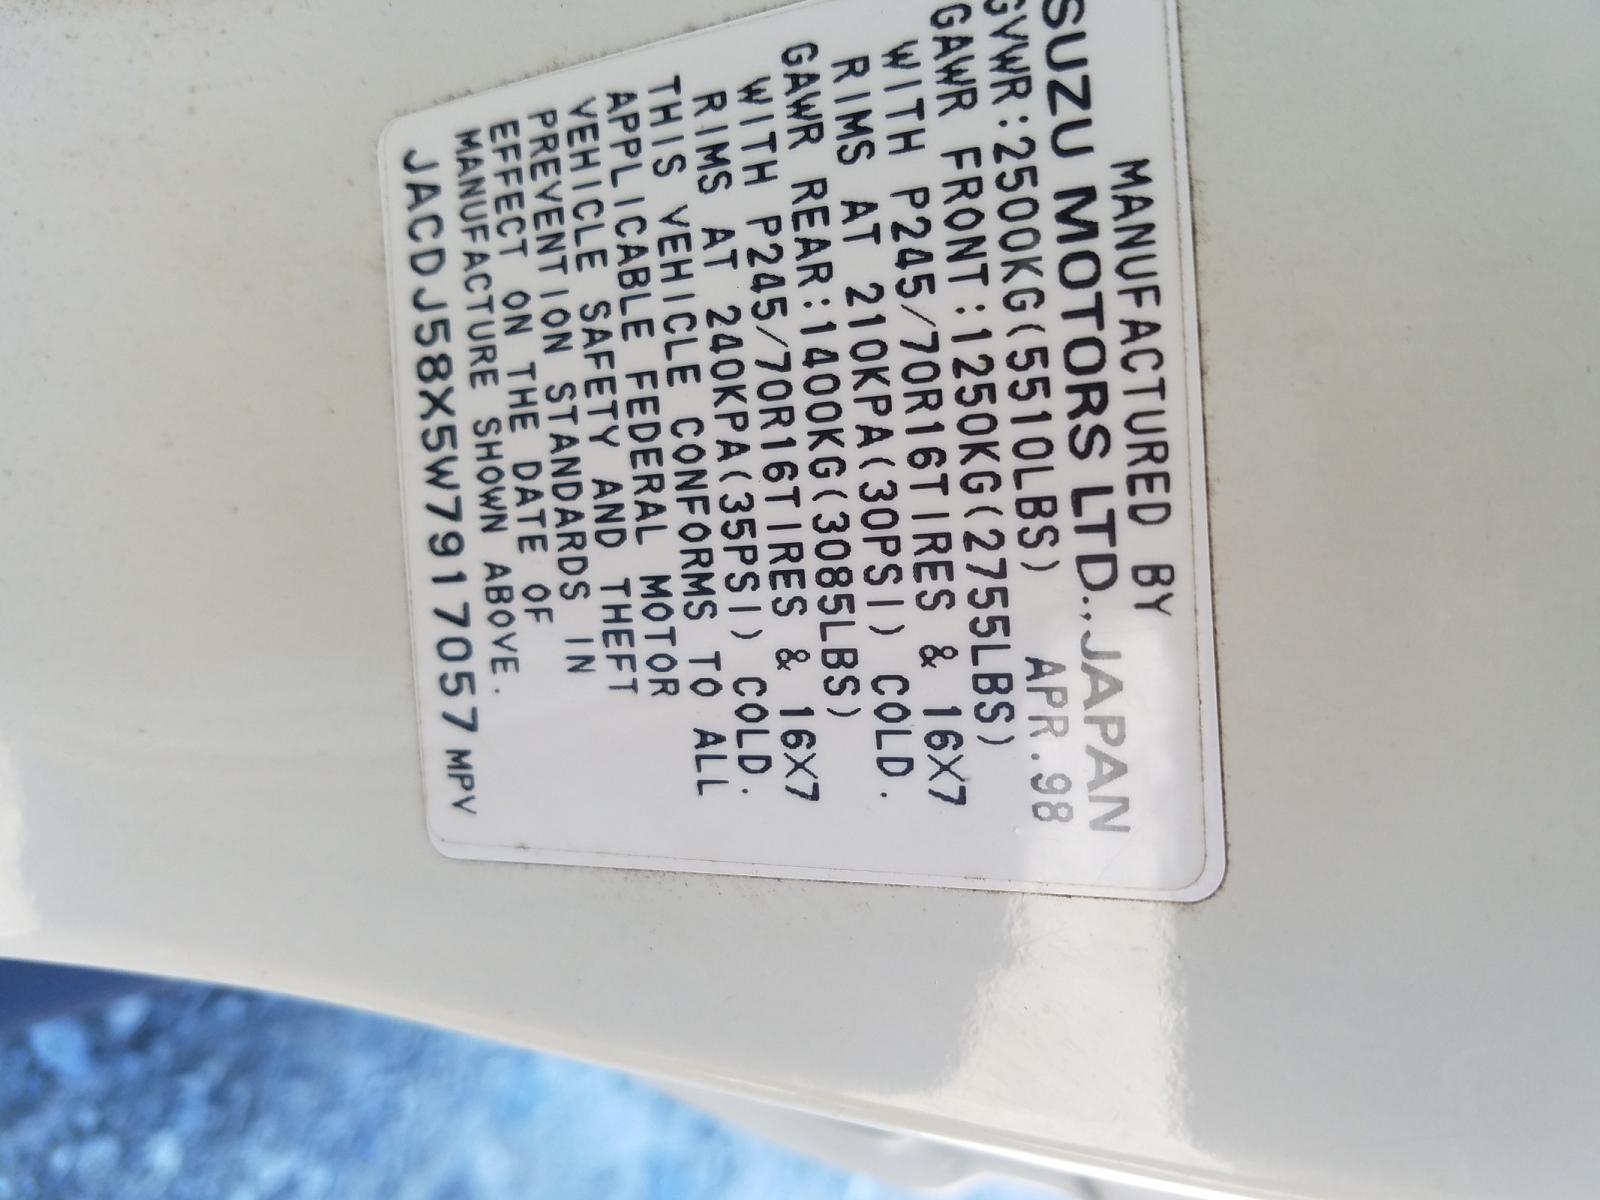 MANUFACTURED BY
SUZU MOTORS LTD., JAPAN
GVWR:2500KG(5510LBS) APR.98
GAWR FRONT:1250KG(2755LBS)
WITH P245/70R16TIRES & 16X7
RIMS AT 210KPA(30PSI) COLD.
GAWR REAR:1400KG(3085LBS)
WITH P245/70R16TIRES & 16X7
RIMS AT 240KPA(35PSI) COLD.
THIS VEHICLE CONFORMS TO ALL
APPLICABLE FEDERAL MOTOR
VEHICLE SAFETY AND THEFT
PREVENTION STANDARDS IN
EFFECT ON THE DATE OF
MANUFACTURE SHOWN ABOVE.
JACDJ58X5W7917057 MPV